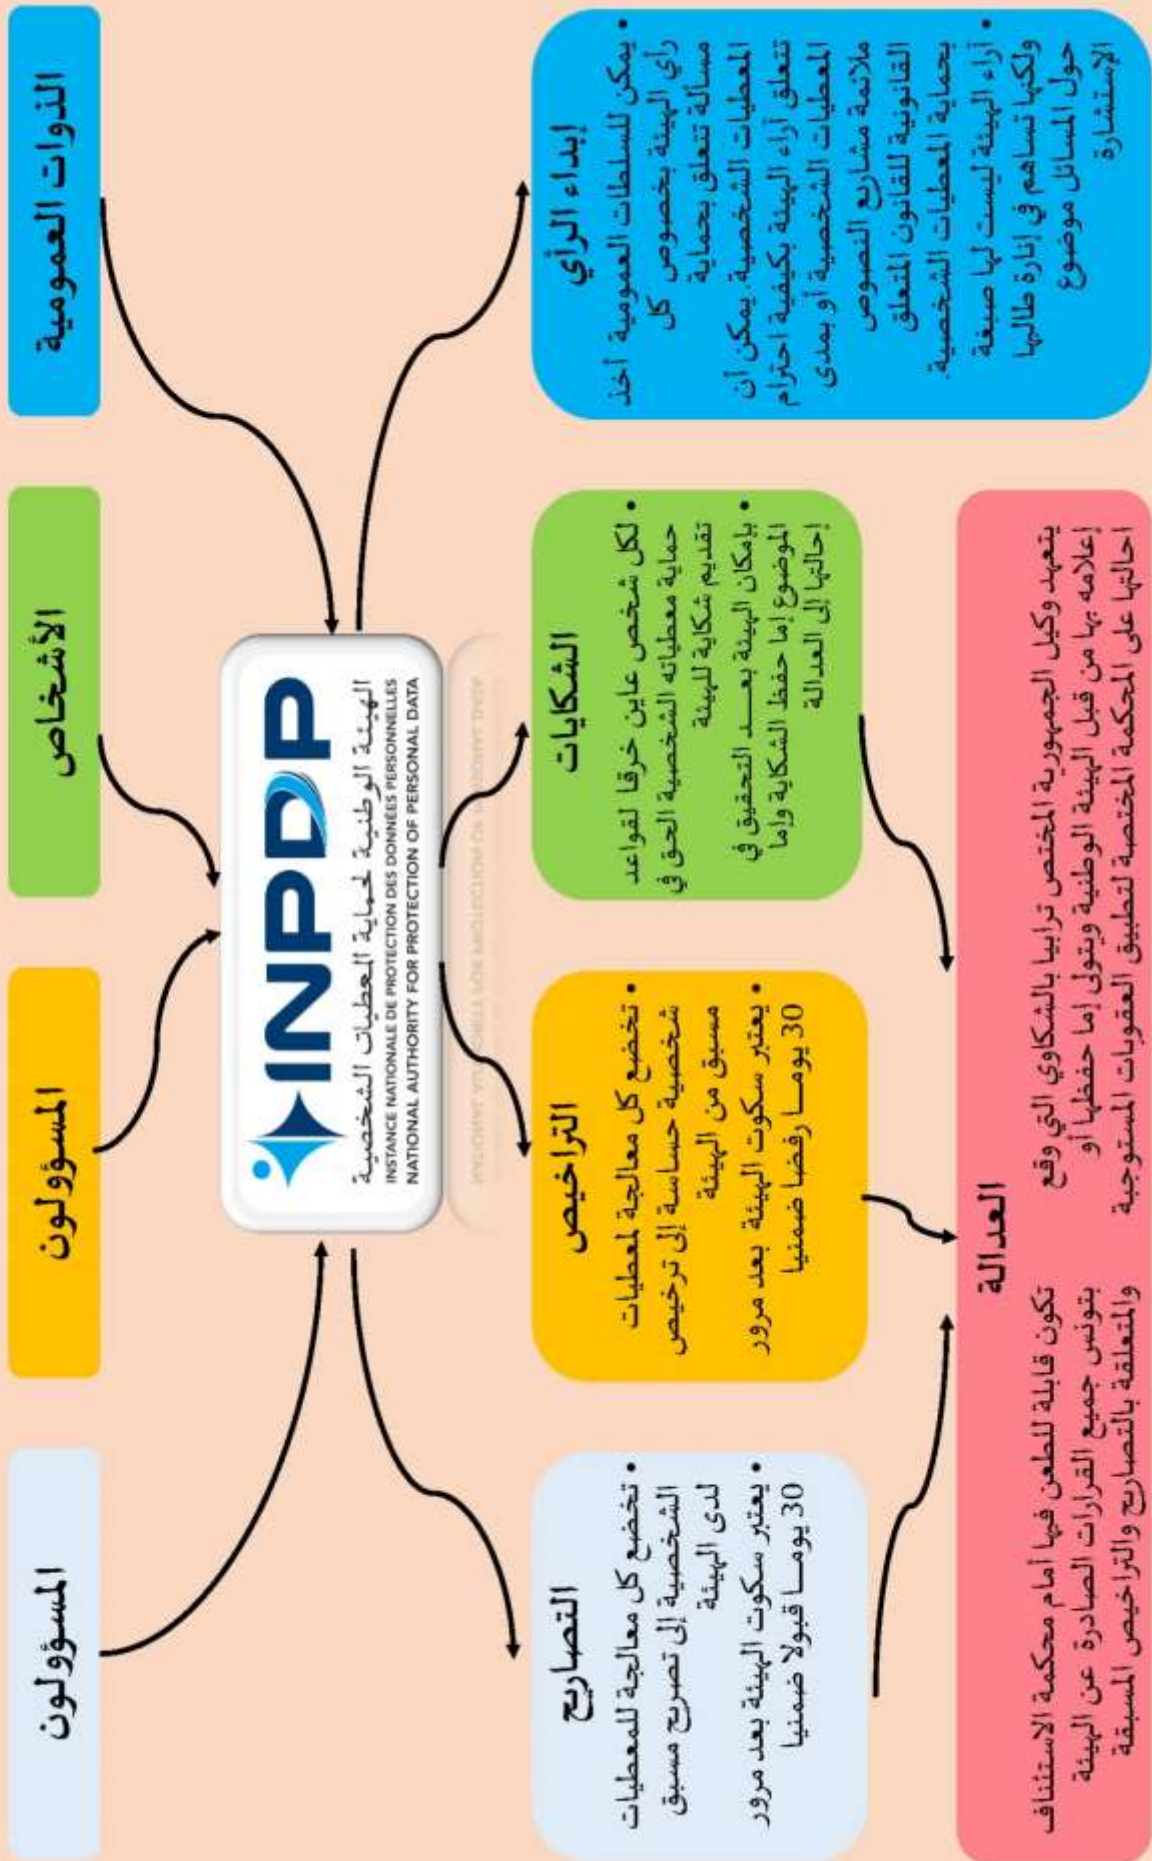 الذوات العمومية
الأشخاص
المسؤولون
المسؤولون
INPDP
الهيئة الوطنية لحماية المعطيات الشخصية
INSTANCE NATIONALE DE PROTECTION DES DONNEES PERSONNELLES
NATIONAL AUTHORITY FOR PROTECTION OF PERSONAL DATA
إبداء الرأي
• يمكن للسلطات العمومية أخذ
رأي الهيئة بخصوص كل
مسألة تتعلق بحماية
المعطيات الشخصية. يمكن أن
تتعلق آراء الهيئة بكيفية احترام
المعطيات الشخصية أو بمدى
ملائمة مشاريع النصوص
القانونية للقانون المتعلق
بحماية المعطيات الشخصية.
• آراء الهيئة ليست لها صبغة
ولكنها تساهم في إنارة طالبها
حول المسائل موضوع
الإستشارة
الشكايات
• لكل شخص عاين خرقا لقواعد
حماية معطياته الشخصية الحق في
تقديم شكاية للهيئة
• بإمكان الهيئة بعد التحقيق في
الموضوع إما حفظ الشكاية وإما
إحالتها إلى العدالة
التراخيص
• تخضع كل معالجة لمعطيات
شخصية حساسة إلى ترخيص
مسبق من الهيئة
• يعتبر سكوت الهيئة بعد مرور
30 يوما رفضا ضمنيا
التصاريح
• تخضع كل معالجة للمعطيات
الشخصية إلى تصريح مسبق
لدى الهيئة
• يعتبر سكوت الهيئة بعد مرور
30 يوما قبولا ضمنيا
العدالة
يتعهد وكيل الجمهورية المختص ترابيا بالشكاوي التي وقع
إعلامه بها من قبل الهيئة الوطنية ويتولى إما حفظها أو
احالتها على المحكمة المختصة لتطبيق العقوبات المستوجبة
تكون قابلة للطعن فيها أمام محكمة الاستئناف
بتونس جميع القرارات الصادرة عن الهيئة
والمتعلقة بالتصاريح والتراخيص المسبقة